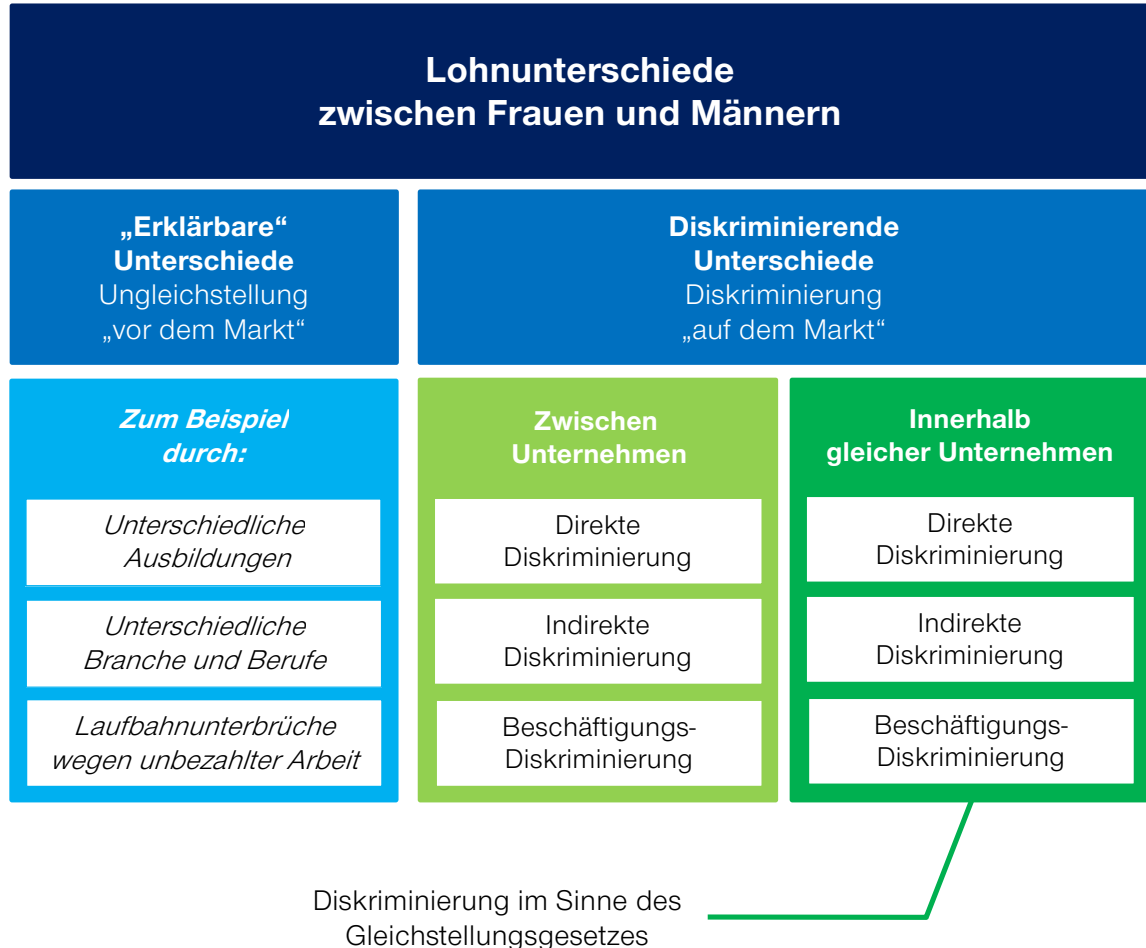 Lohnunterschiede
zwischen Frauen und Männern
„Erklärbare“
Unterschiede
Ungleichstellung
„vor dem Markt“
Diskriminierende
Unterschiede
Diskriminierung
„auf dem Markt“
Zum Beispiel
durch:
Unterschiedliche
Ausbildungen
Unterschiedliche
Branche und Berufe
Laufbahnunterbrüche
wegen unbezahlter Arbeit
Zwischen
Unternehmen
Direkte
Diskriminierung
Indirekte
Diskriminierung
Beschäftigungs-
Diskriminierung
Innerhalb
gleicher Unternehmen
Direkte
Diskriminierung
Indirekte
Diskriminierung
Beschäftigungs-
Diskriminierung
Diskriminierung im Sinne des
Gleichstellungsgesetzes